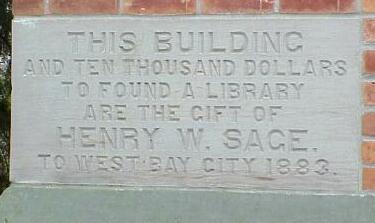 THIS BUILDING
AND TEN THOUSAND DOLLARS
TO FOUND A LIBRARY
ARE THE GIFT OF
HENRY W. SAGE.
TO WEST BAY CITY 1883.